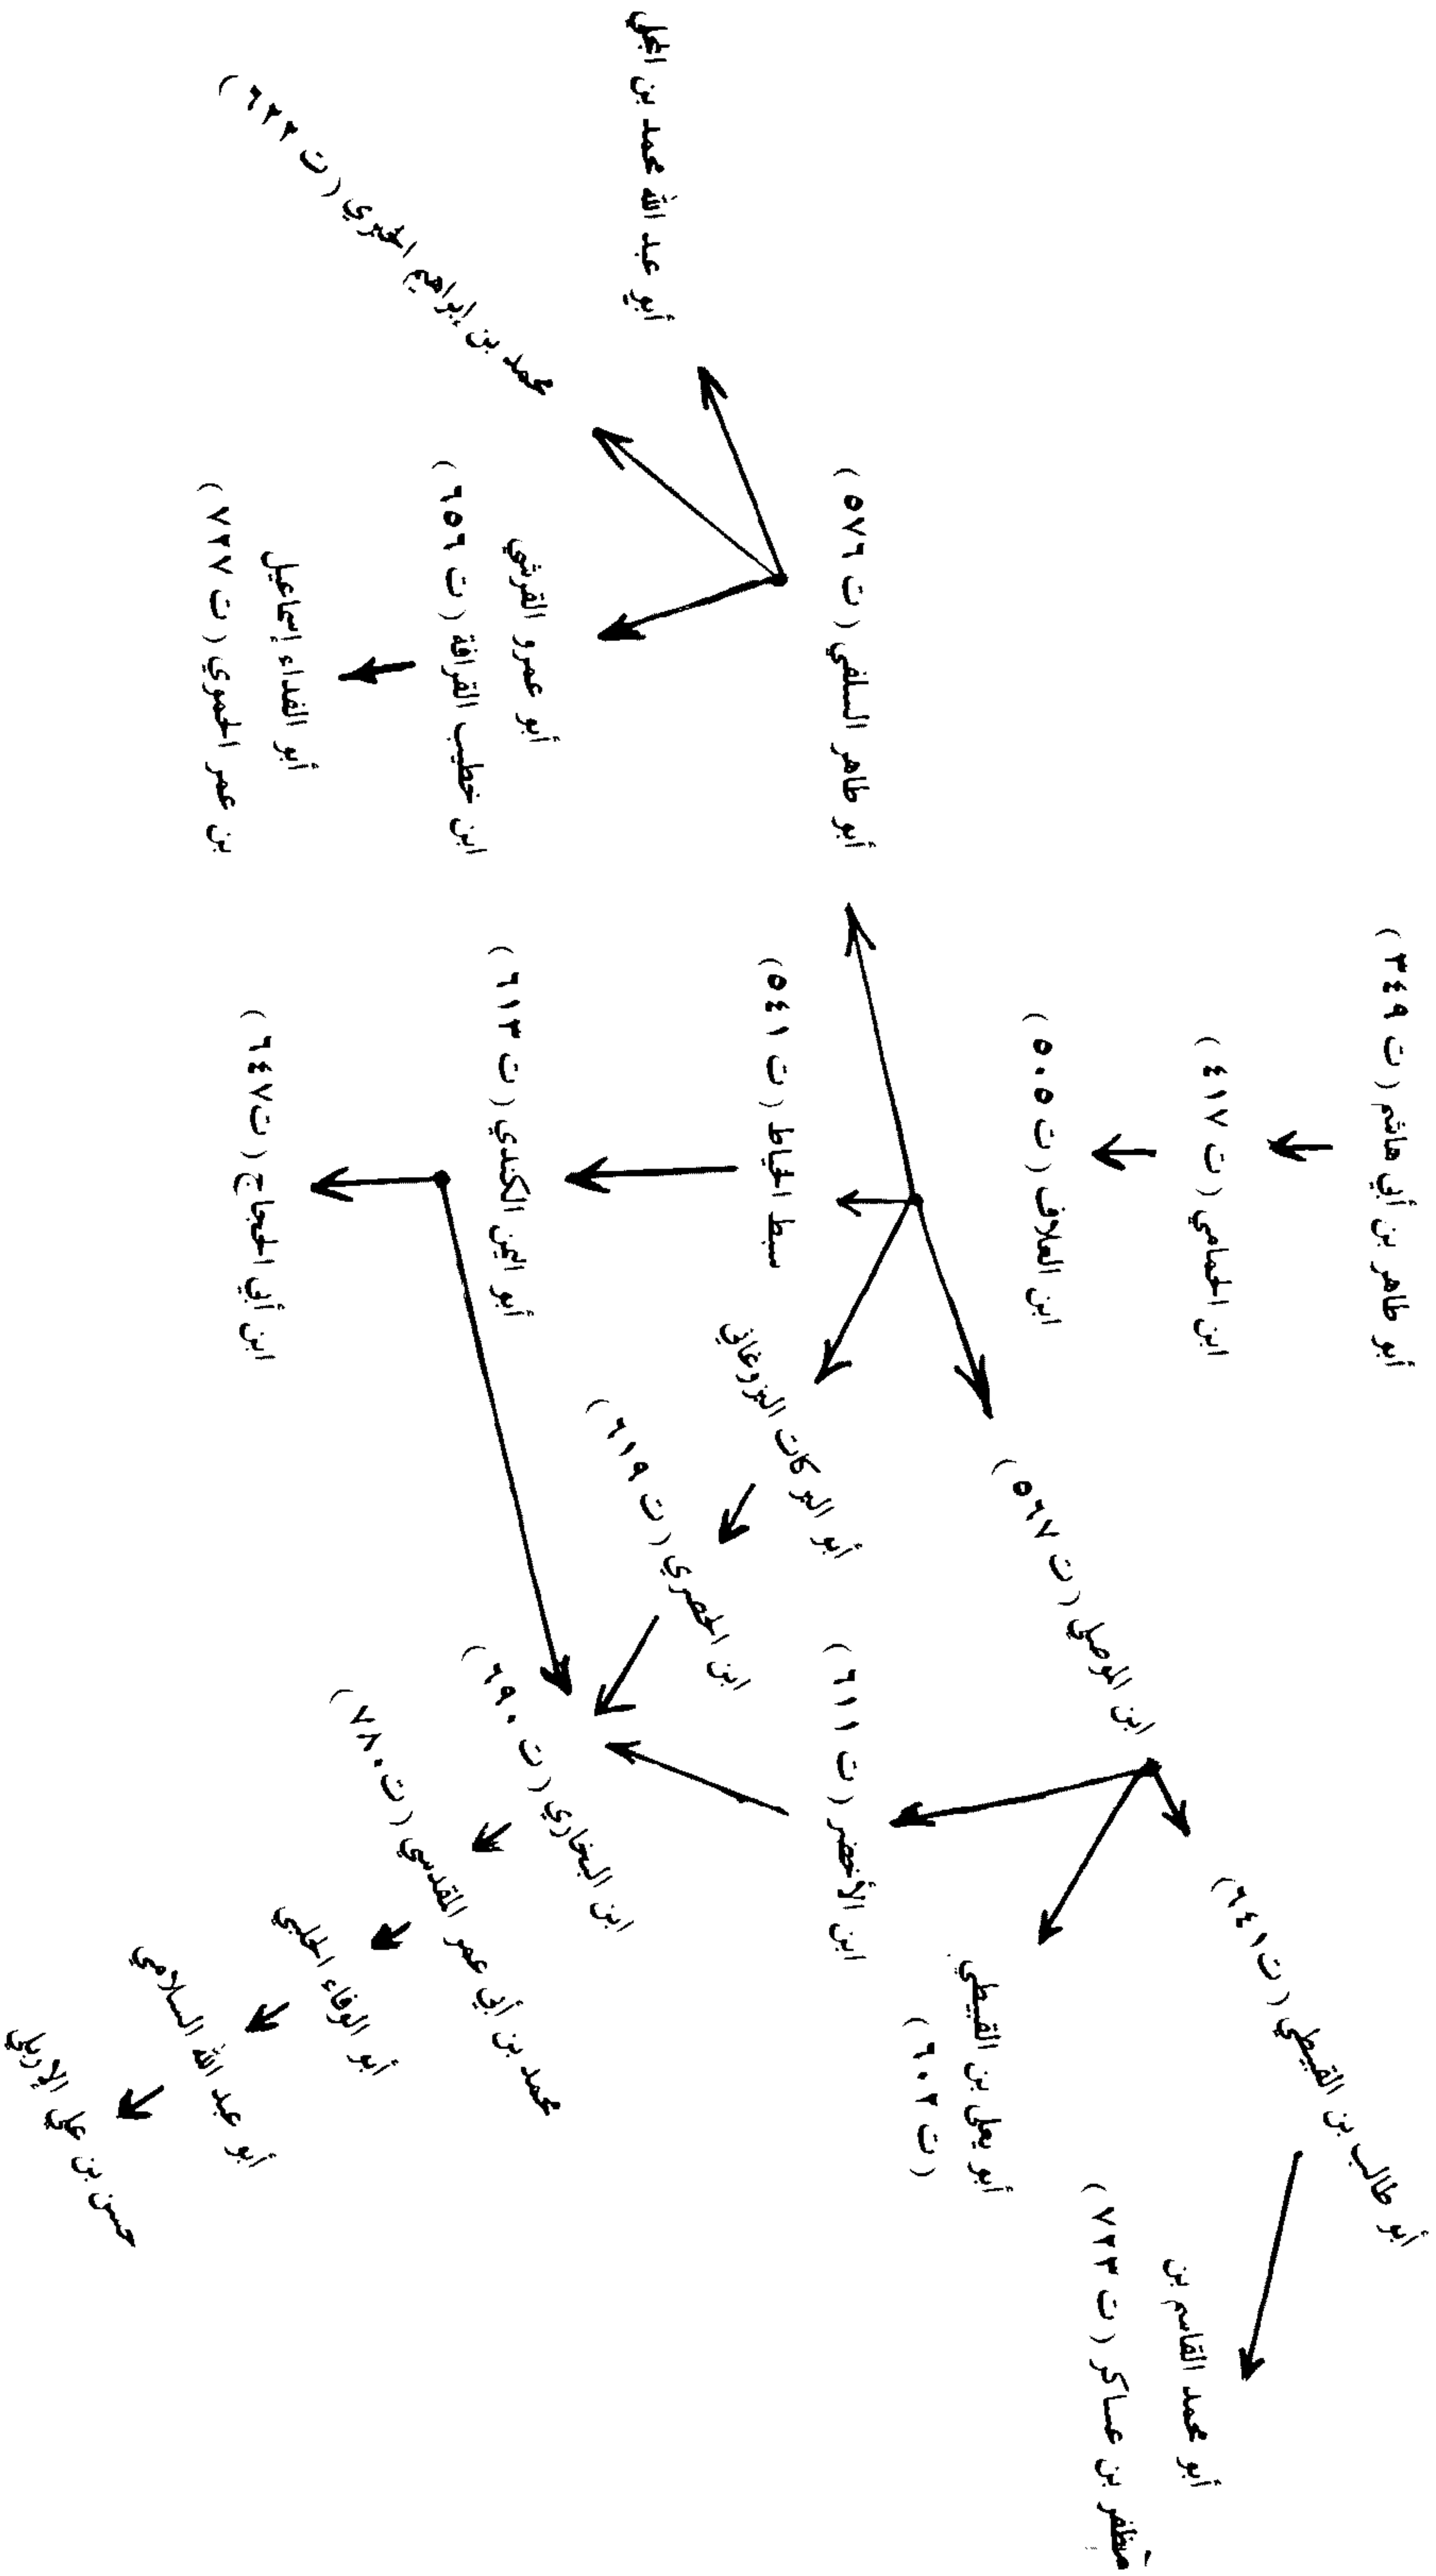 أبو طاهر بن أبي هاشم ( ت ٣٤٩ )
ابن الحمامي ( ت ٤١٧ )
ابن العلاف ( ت ٥٠٥ )
ابن الموصلي ( ت ٥٦٧ )
أبو البركات البزوغاني
سبط الخياط ( ت ٥٤١ )
أبو طاهر السلفي ( ت ٥٧٦ )
أبو طالب بن القبيطي ( ت ٦٤١ )
أبو يعلى بن القبيطي
( ت ٦٠٢ )
ابن الأخضر ( ت ٦١١ )
ابن الحصري ( ت ٦١٩ )
أبو اليمن الكندي ( ت ٦١٣ )
أبو عمرو القرشي
ابن خطيب القرافة ( ت ٦٥٦ )
محمد بن إبراهيم ( ت ٦٢٢ )
أبي عبد الله محمد بن
أبو محمد القاسم بن
مظفر بن عساكر ( ت ٧٢٣ )
ابن البخاري ( ت ٦٩٠ )
ابن أبي الحجاج ( ت ٦٤٧ )
أبو الفداء إسماعيل
بن عمر الحموي ( ت ٧٢٧ )
محمد بن أبي عمر المقدسي ( ت ٧٨٠ )
أبو الوفاء الحلبي
أبو عبد الله السلامي
حسن بن علي الإربلي